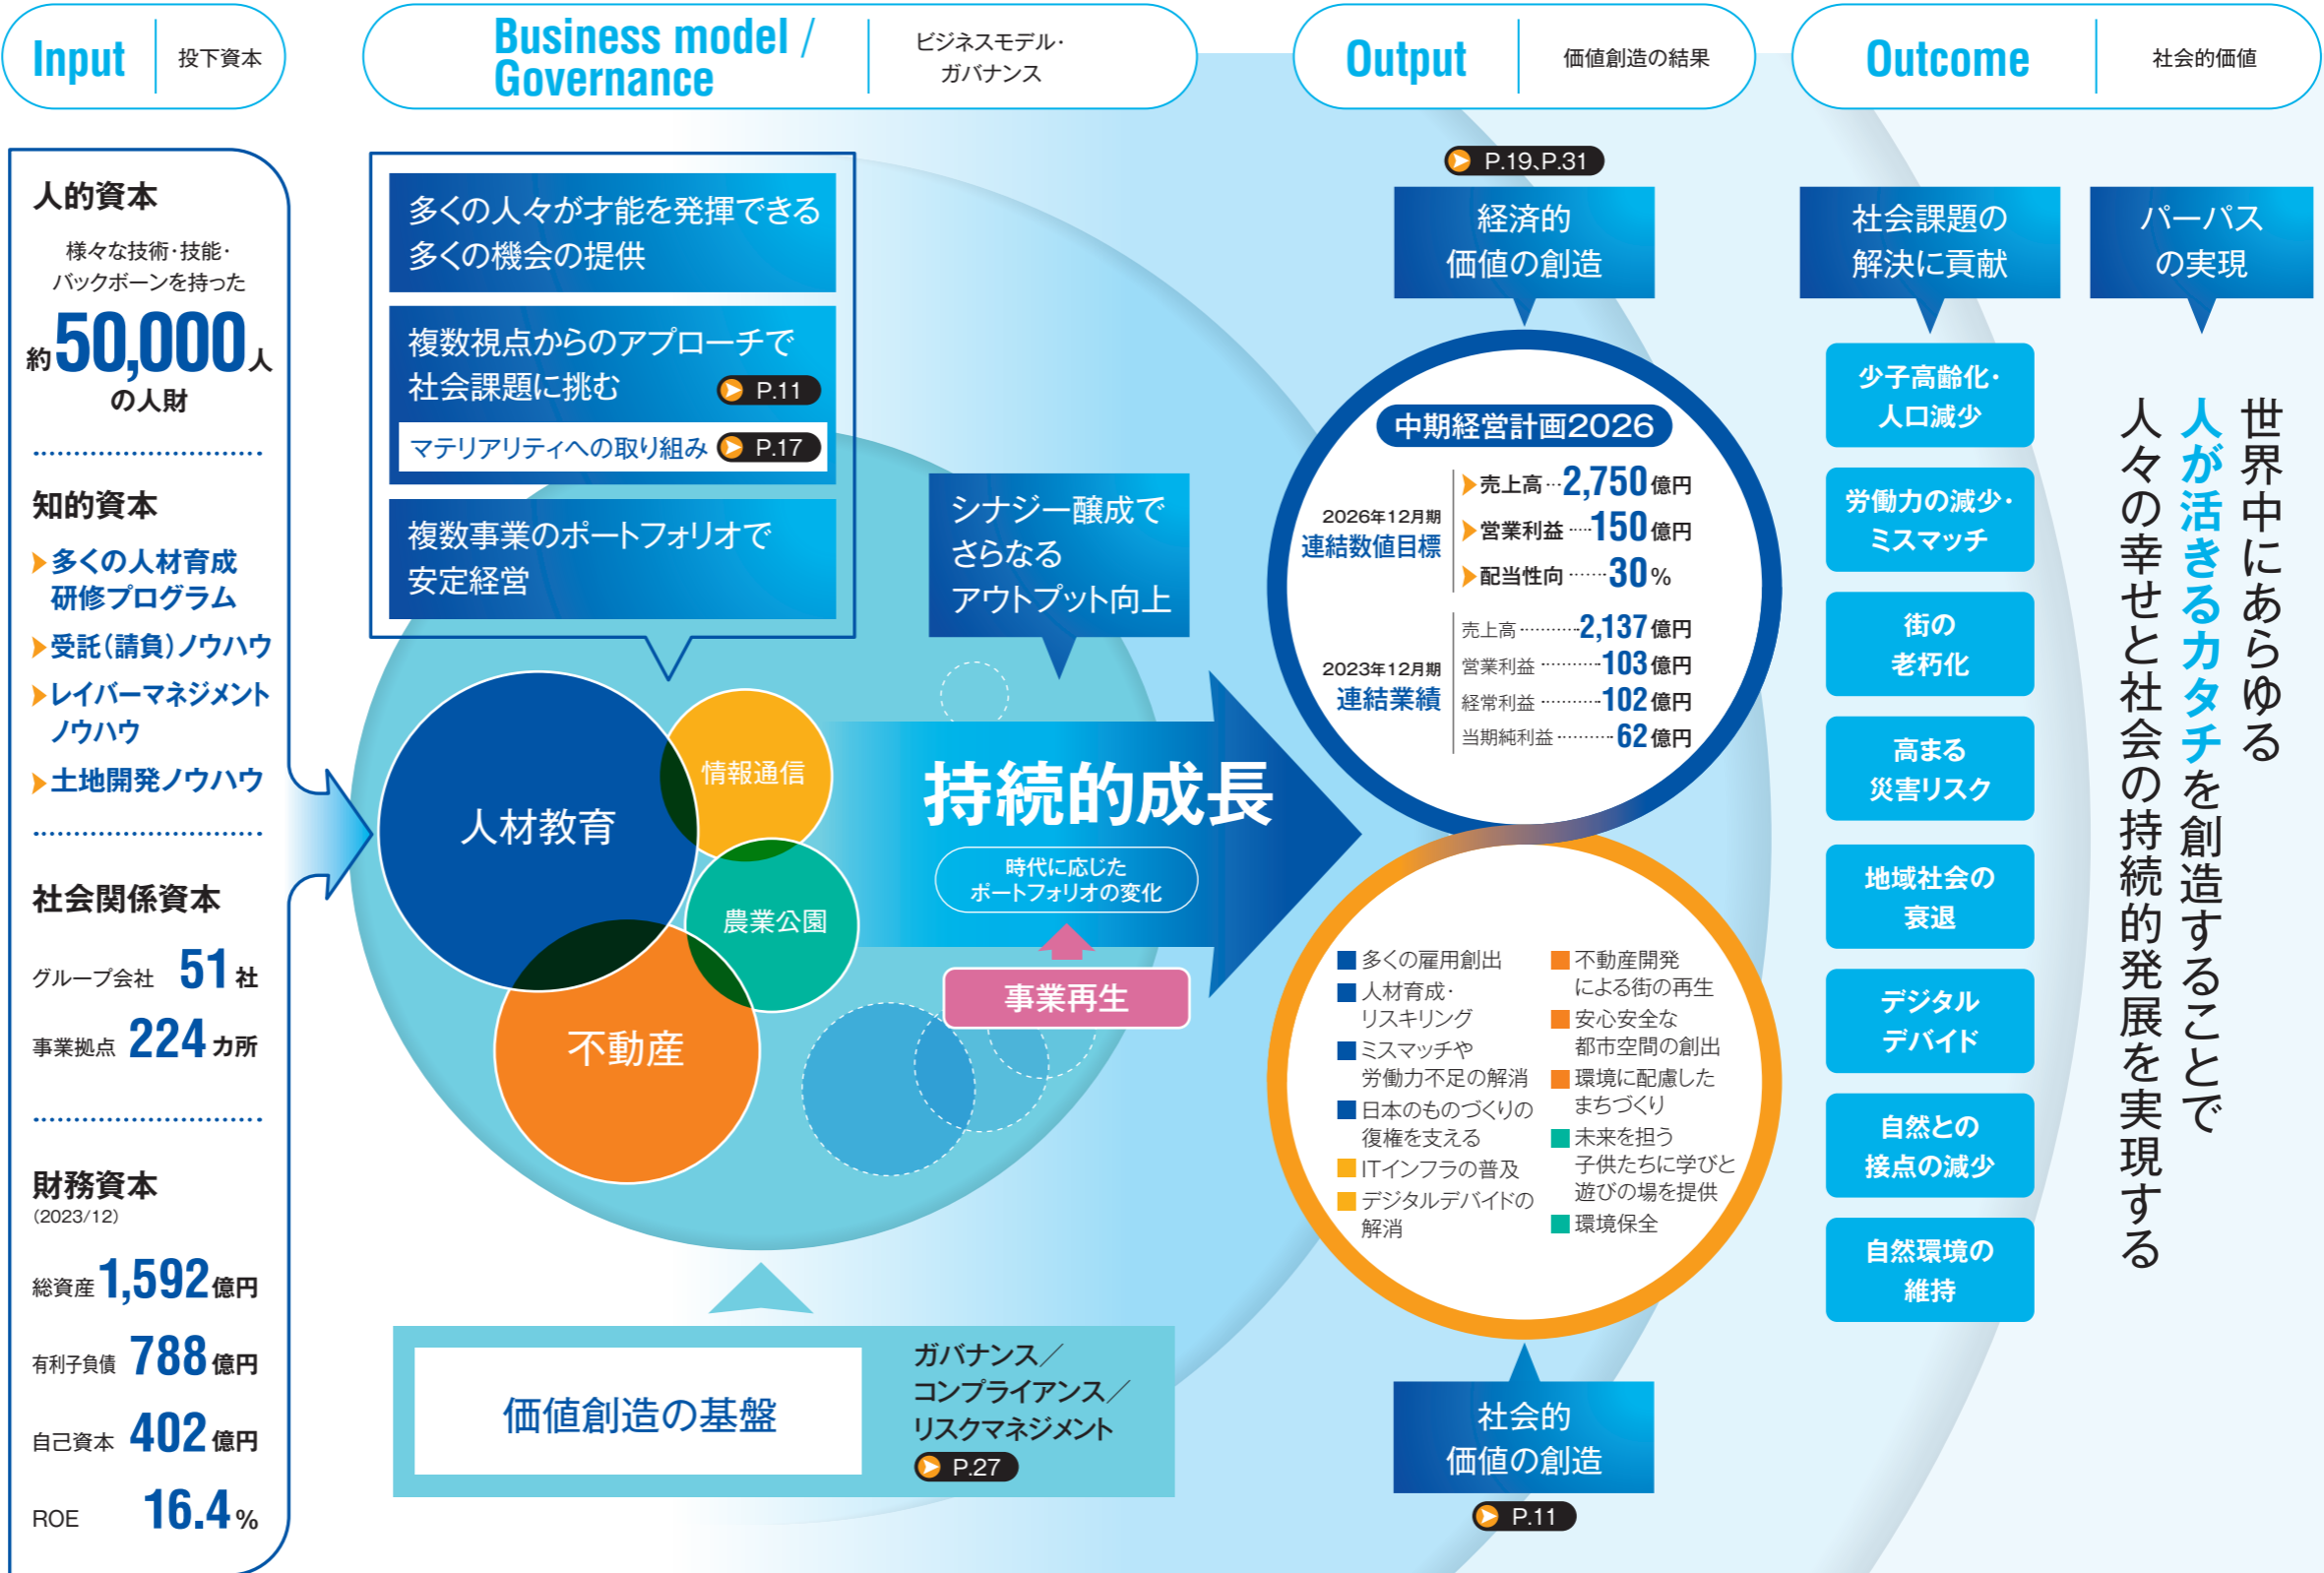 Input
投下資本
Business model /
Governance
ビジネスモデル・
ガバナンス
Output
価値創造の結果
Outcome
社会的価値
人的資本
様々な技術・技能・
バックボーンを持った
約50,000人
の人財
知的資本
多くの人材育成
研修プログラム
受託(請負)ノウハウ
レイバーマネジメント
ノウハウ
土地開発ノウハウ
社会関係資本
グループ会社 51社
事業拠点 224カ所
財務資本
(2023/12)
総資産 1,592億円
有利子負債 788億円
自己資本 402億円
ROE 16.4%
多くの人々が才能を発揮できる
多くの機会の提供
複数視点からのアプローチで
社会課題に挑む P.11
マテリアリティへの取り組み P.17
複数事業のポートフォリオで
安定経営
人材教育
情報通信
農業公園
不動産
シナジー醸成で
さらなる
アウトプット向上
持続的成長
時代に応じた
ポートフォリオの変化
事業再生
価値創造の基盤
ガバナンス／
コンプライアンス／
リスクマネジメント
P.27
P.19、P.31
経済的
価値の創造
中期経営計画2026
2026年12月期
連結数値目標
売上高…2,750億円
営業利益……150億円
配当性向……30%
2023年12月期
連結業績
売上高………2,137億円
営業利益………103億円
経常利益………102億円
当期純利益………62億円
多くの雇用創出
人材育成・
リスキリング
ミスマッチや
労働力不足の解消
日本のものづくりの
復権を支える
ITインフラの普及
デジタルデバイドの
解消
不動産開発
による街の再生
安心安全な
都市空間の創出
環境に配慮した
まちづくり
未来を担う
子供たちに学びと
遊びの場を提供
環境保全
社会的
価値の創造
P.11
社会課題の
解決に貢献
少子高齢化・
人口減少
労働力の減少・
ミスマッチ
街の
老朽化
高まる
災害リスク
地域社会の
衰退
デジタル
デバイド
自然との
接点の減少
自然環境の
維持
パーパス
の実現
世界中にあらゆる
人が活きるカタチを創造することで
人々の幸せと社会の持続的発展を実現する